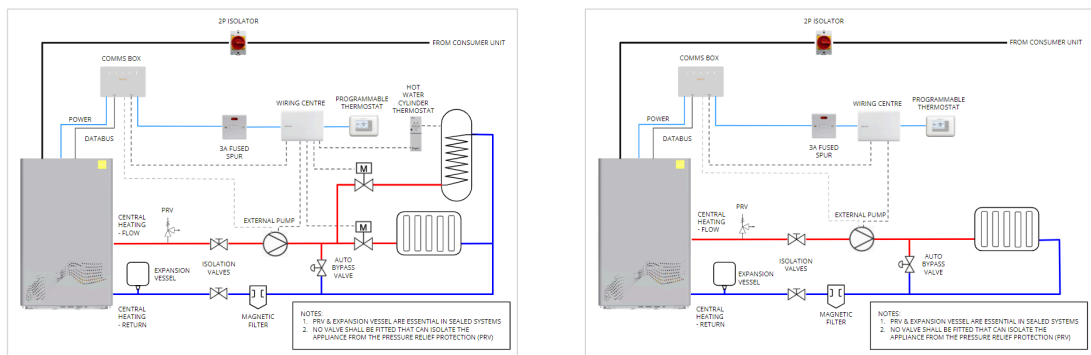 2P ISOLATOR
FROM CONSUMER UNIT
COMMS BOX
HOT
WATER
CYLINDER
THERMOSTAT
PROGRAMMABLE
THERMOSTAT
WIRING CENTRE
POWER
DATABUS
3A FUSED
SPUR
M
PRV
CENTRAL
HEATING
- FLOW
EXTERNAL PUMP
M
ISOLATION
VALVES
AUTO
BYPASS
VALVE
EXPANSION
VESSEL
CENTRAL
HEATING
- RETURN
MAGNETIC
FILTER
NOTES:
1. PRV & EXPANSION VESSEL ARE ESSENTIAL IN SEALED SYSTEMS
2. NO VALVE SHALL BE FITTED THAT CAN ISOLATE THE
APPLIANCE FROM THE PRESSURE RELIEF PROTECTION (PRV)
2P ISOLATOR
FROM CONSUMER UNIT
COMMS BOX
WIRING CENTRE
PROGRAMMABLE
THERMOSTAT
POWER
DATABUS
3A FUSED
SPUR
PRV
CENTRAL
HEATING
- FLOW
EXTERNAL PUMP
ISOLATION
VALVES
AUTO
BYPASS
VALVE
EXPANSION
VESSEL
CENTRAL
HEATING
- RETURN
MAGNETIC
FILTER
NOTES:
1. PRV & EXPANSION VESSEL ARE ESSENTIAL IN SEALED SYSTEMS
2. NO VALVE SHALL BE FITTED THAT CAN ISOLATE THE
APPLIANCE FROM THE PRESSURE RELIEF PROTECTION (PRV)